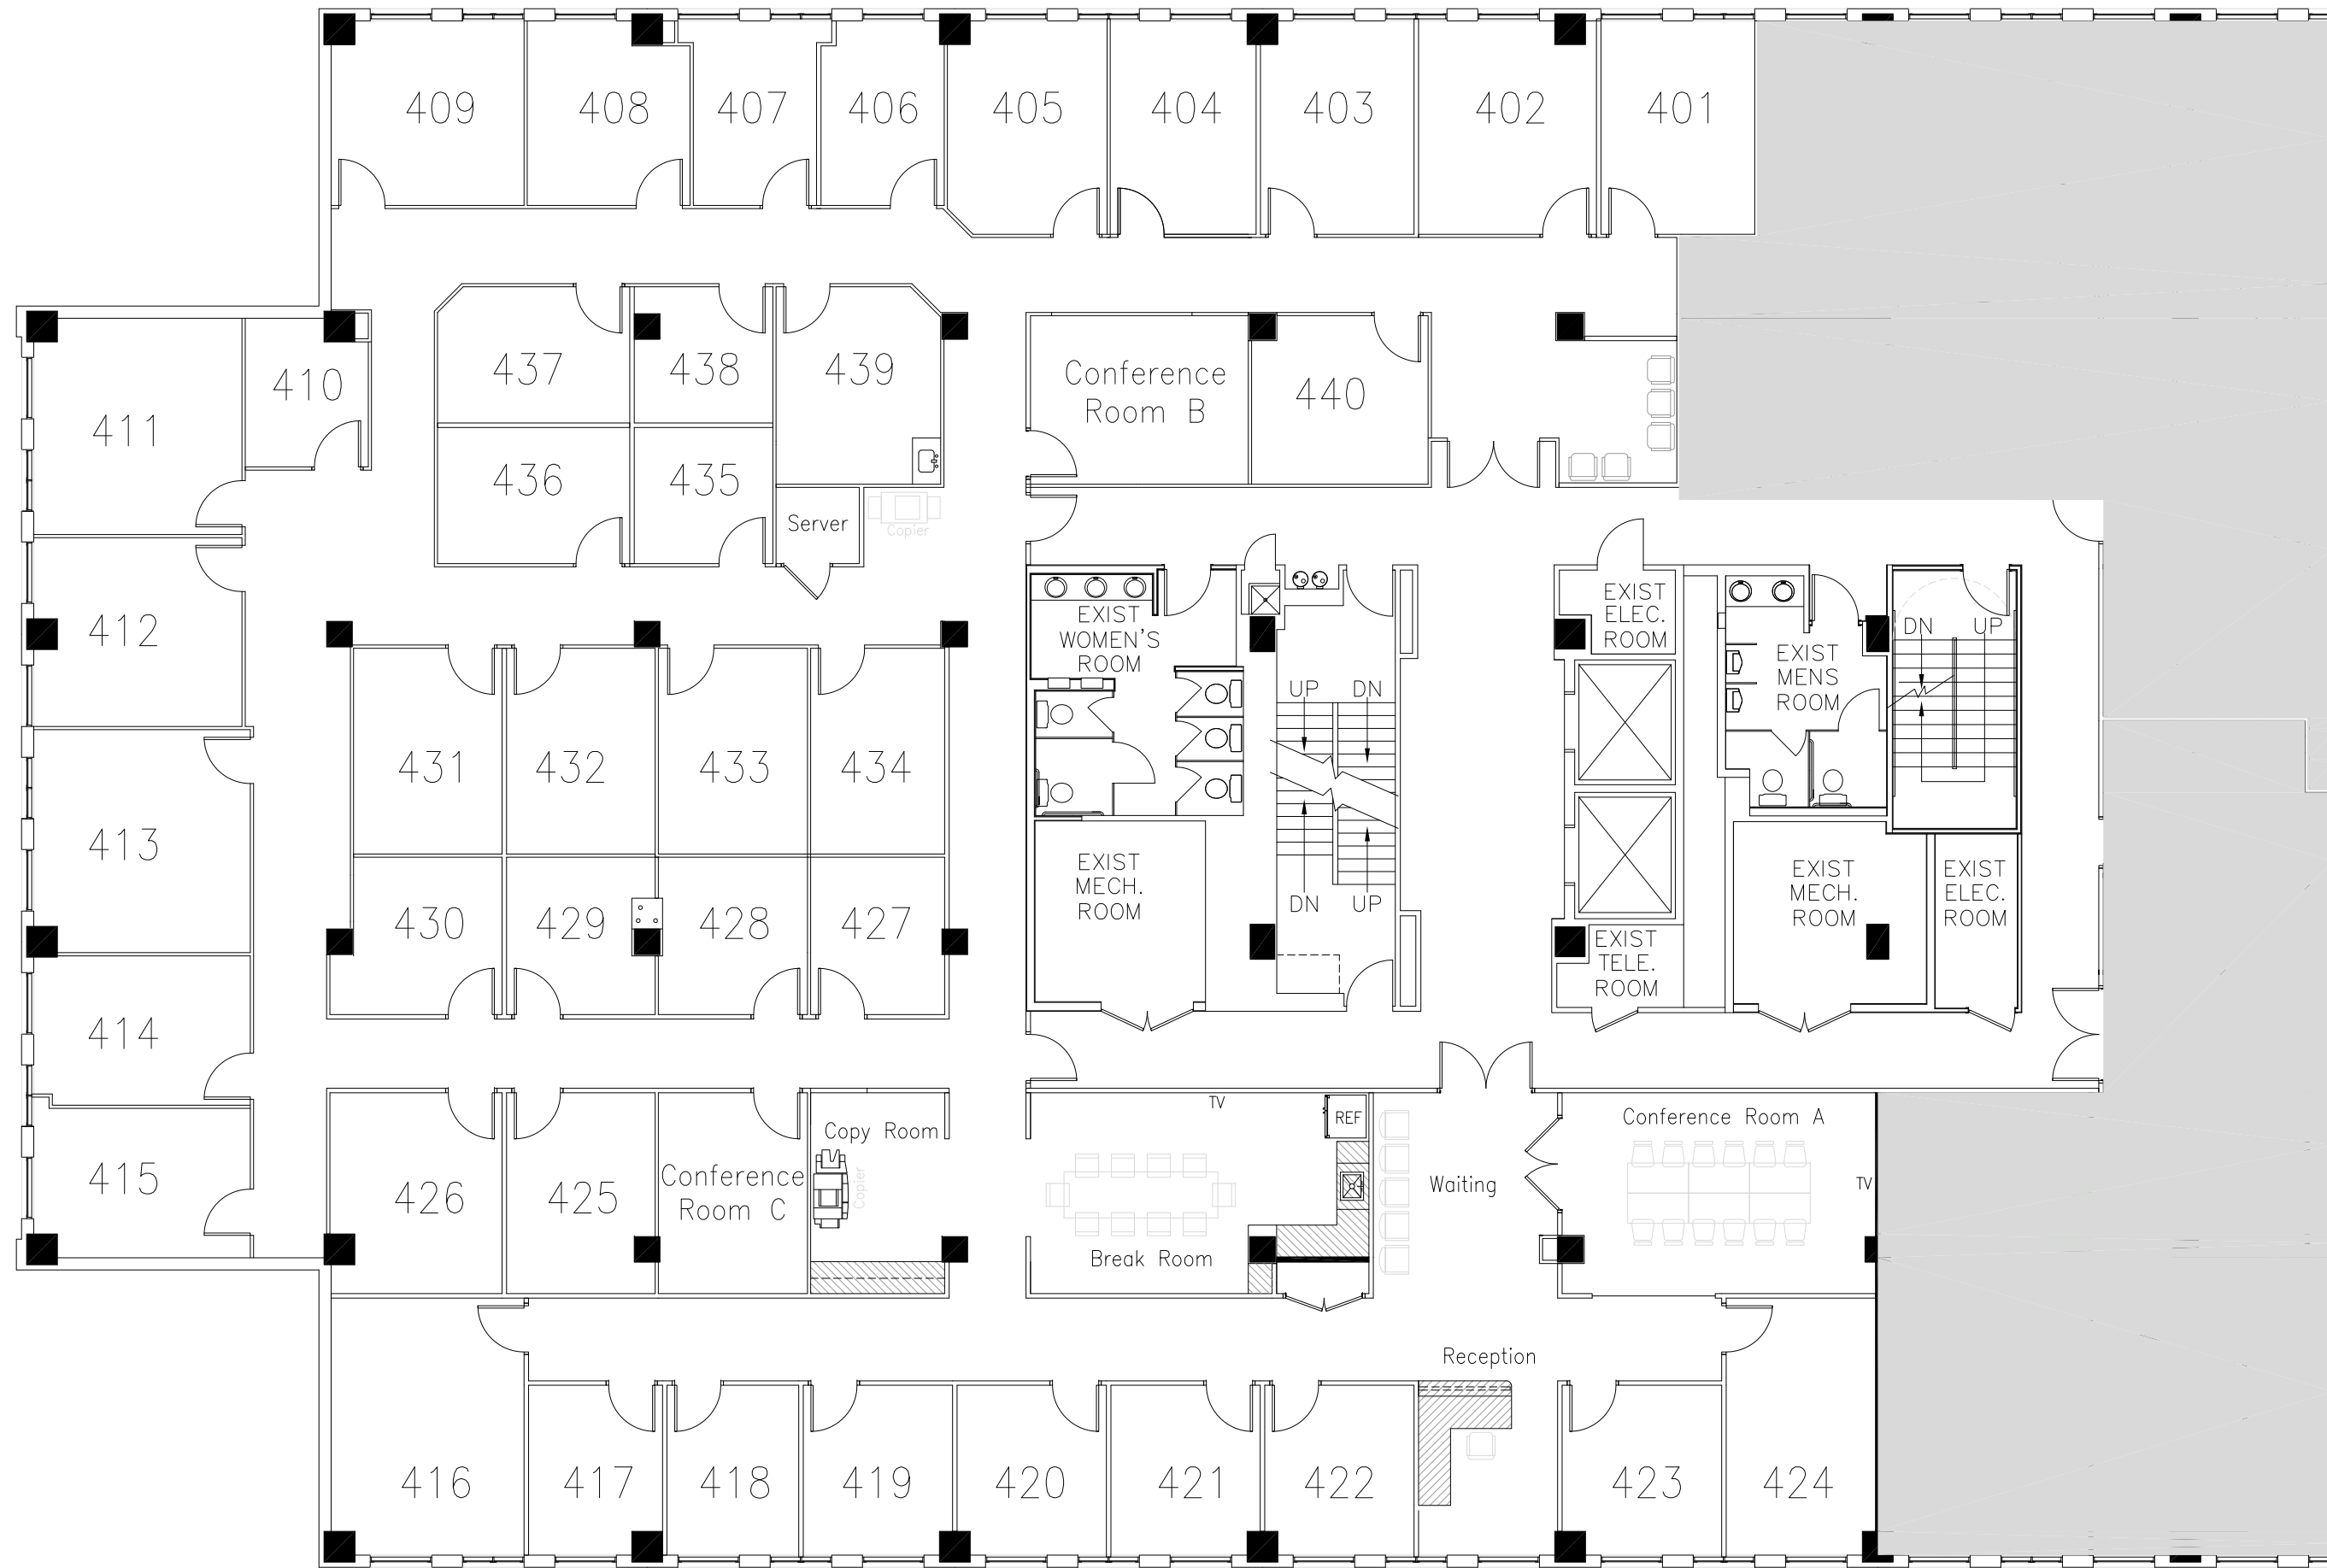 409
408
407
406
405
404
403
402
401
411
410
437
438
439
436
435
Server
Copier
Conference
Room B
440
412
413
414
415
431
432
433
434
430
429
428
427
EXIST
WOMEN'S
ROOM
UP
DN
DN
UP
EXIST
MECH.
ROOM
EXIST
ELEC.
ROOM
EXIST
TELE.
ROOM
EXIST
MENS
ROOM
DN
UP
EXIST
MECH.
ROOM
EXIST
ELEC.
ROOM
426
425
Conference
Room C
Copy Room
Copier
TV
REF
Break Room
Waiting
Conference Room A
TV
Reception
416
417
418
419
420
421
422
423
424